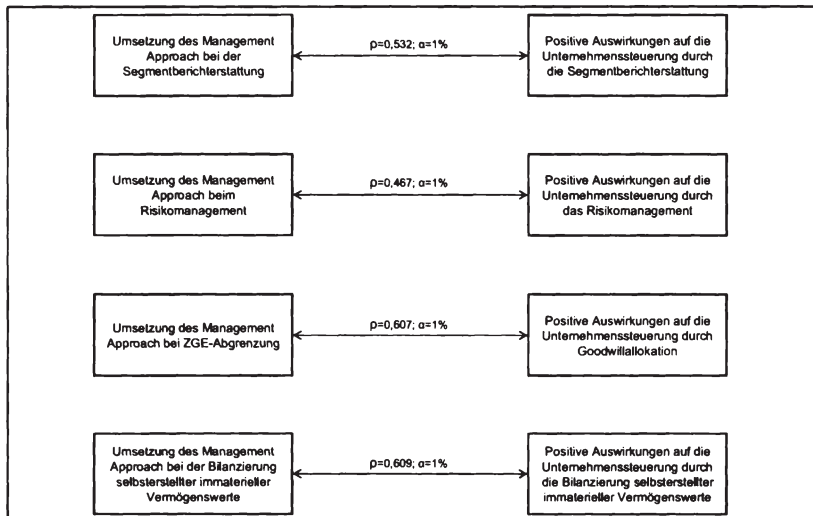 Umsetzung des Management
Approach bei der
Segmentberichterstattung
ρ=0,532; α=1%
Positive Auswirkungen auf die
Unternehmenssteuerung durch
die Segmentberichterstattung
Umsetzung des Management
Approach beim
Risikomanagement
ρ=0,467; α=1%
Positive Auswirkungen auf die
Unternehmenssteuerung durch
das Risikomanagement
Umsetzung des Management
Approach bei ZGE-Abgrenzung
ρ=0,607; α=1%
Positive Auswirkungen auf die
Unternehmenssteuerung durch
Goodwillallokation
Umsetzung des Management
Approach bei der Bilanzierung
selbsterstellter immaterieller
Vermögenswerte
ρ=0,609; α=1%
Positive Auswirkungen auf die
Unternehmenssteuerung durch
die Bilanzierung selbsterstellter
immaterieller Vermögenswerte